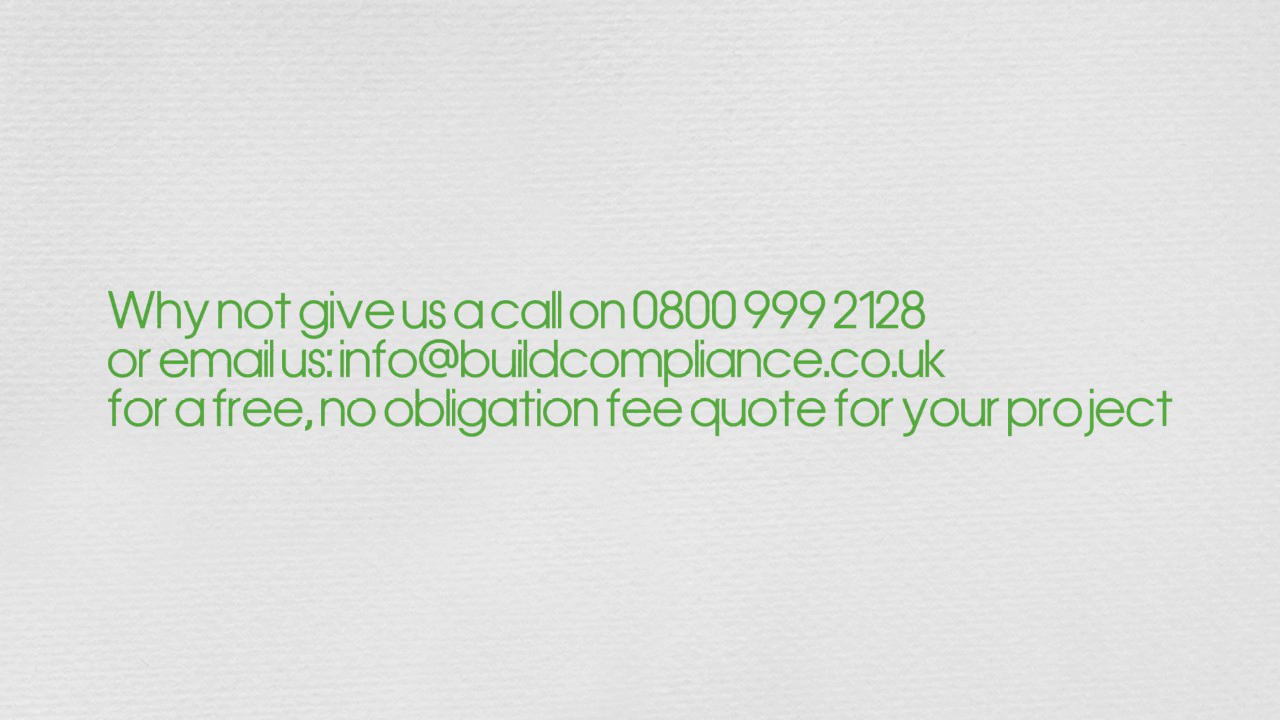 Why not give us a call on 0800 999 2128
or email us: info@buildcompliance.co.uk
for a free, no obligation fee quote for your project